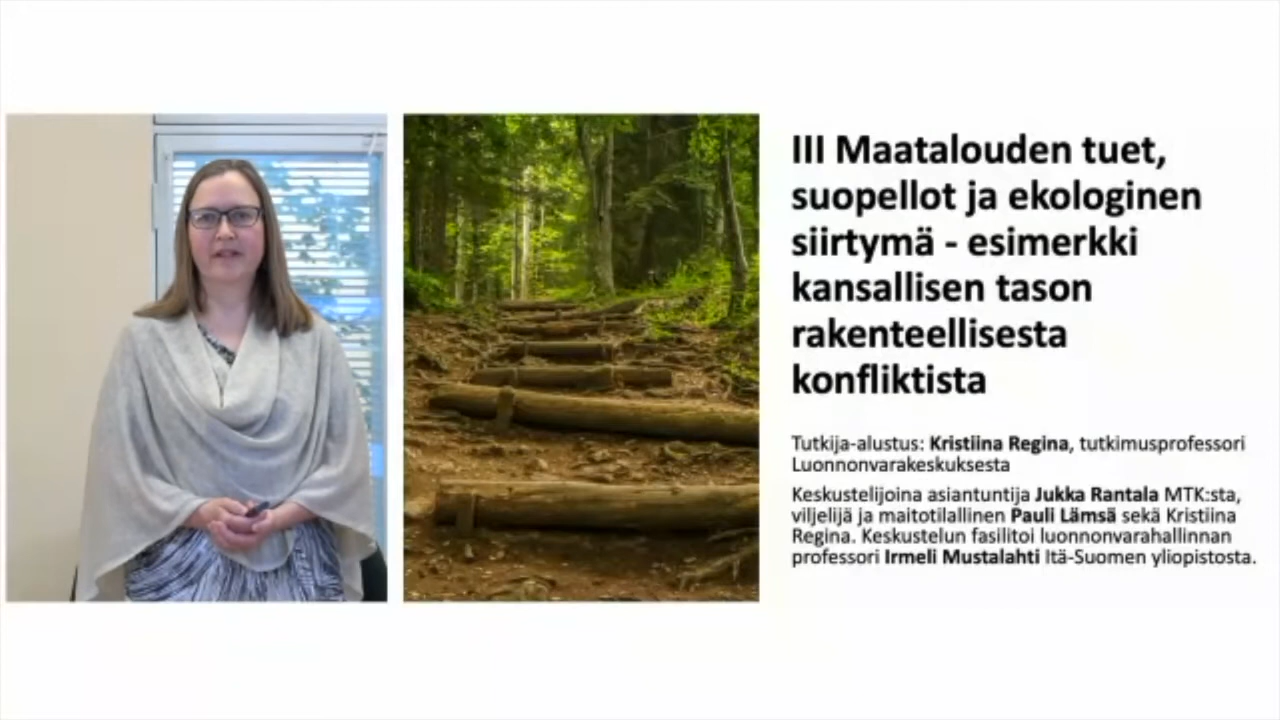 III Maatalouden tuet,
suopellot ja ekologinen
siirtymä - esimerkki
kansallisen tason
rakenteellisesta
konfliktista
Tutkija-alustus: Kristiina Regina, tutkimusprofessori
Luonnonvarakeskuksesta
Keskustelijoina asiantuntija Jukka Rantala MTK:sta,
viljelijä ja maitotilallinen Pauli Lämsä sekä Kristiina
Regina. Keskustelun fasilitoi luonnonvarahallinnan
professori Irmeli Mustalahti Itä-Suomen yliopistosta.